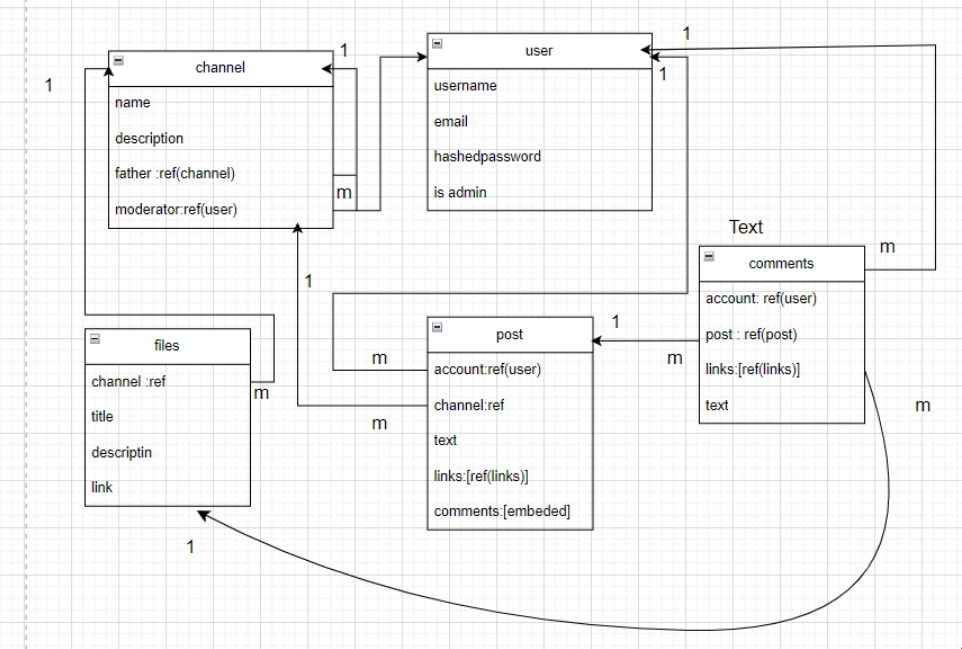 channel
name
description
father :ref(channel)
moderator:ref(user)
1
1
m
user
username
email
hashedpassword
is admin
1
1
Text
m
comments
account: ref(user)
post : ref(post)
links:[ref(links)]
text
m
1
m
files
channel :ref
title
descriptin
link
m
1
1
post
account:ref(user)
channel:ref
text
links:[ref(links)]
comments:[embeded]
m
m